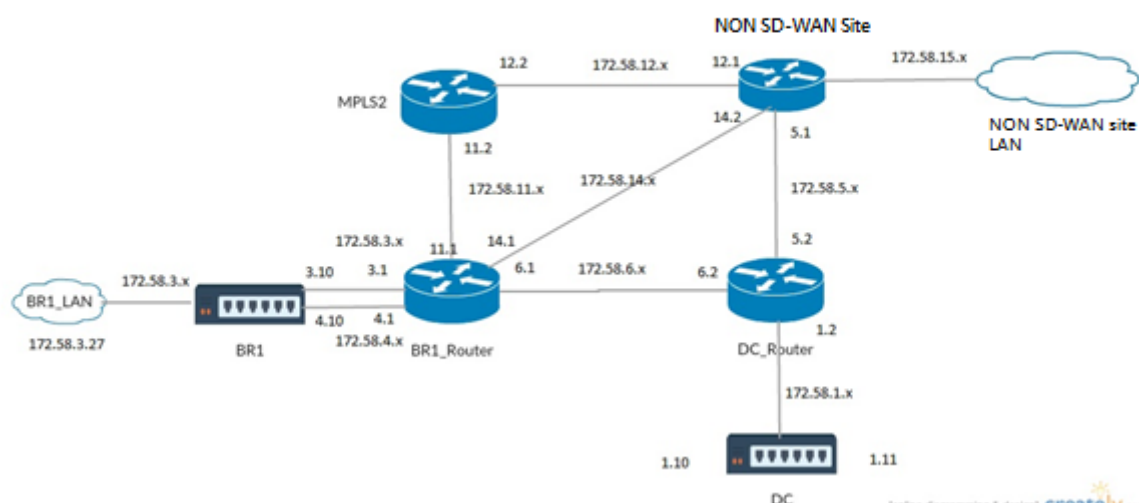 NON SD-WAN Site
12.2
172.58.12.x
12.1
172.58.15.x
MPLS2
14.2
5.1
NON SD-WAN site
LAN
11.2
172.58.11.x
172.58.14.x
172.58.5.x
172.58.3.x
11.1
14.1
5.2
172.58.3.x
3.10
3.1
6.1
172.58.6.x
6.2
BR1_LAN
4.10
4.1
1.2
172.58.3.27
BR1
172.58.4.x
BR1_Router
DC_Router
172.58.1.x
1.10
1.11
DC